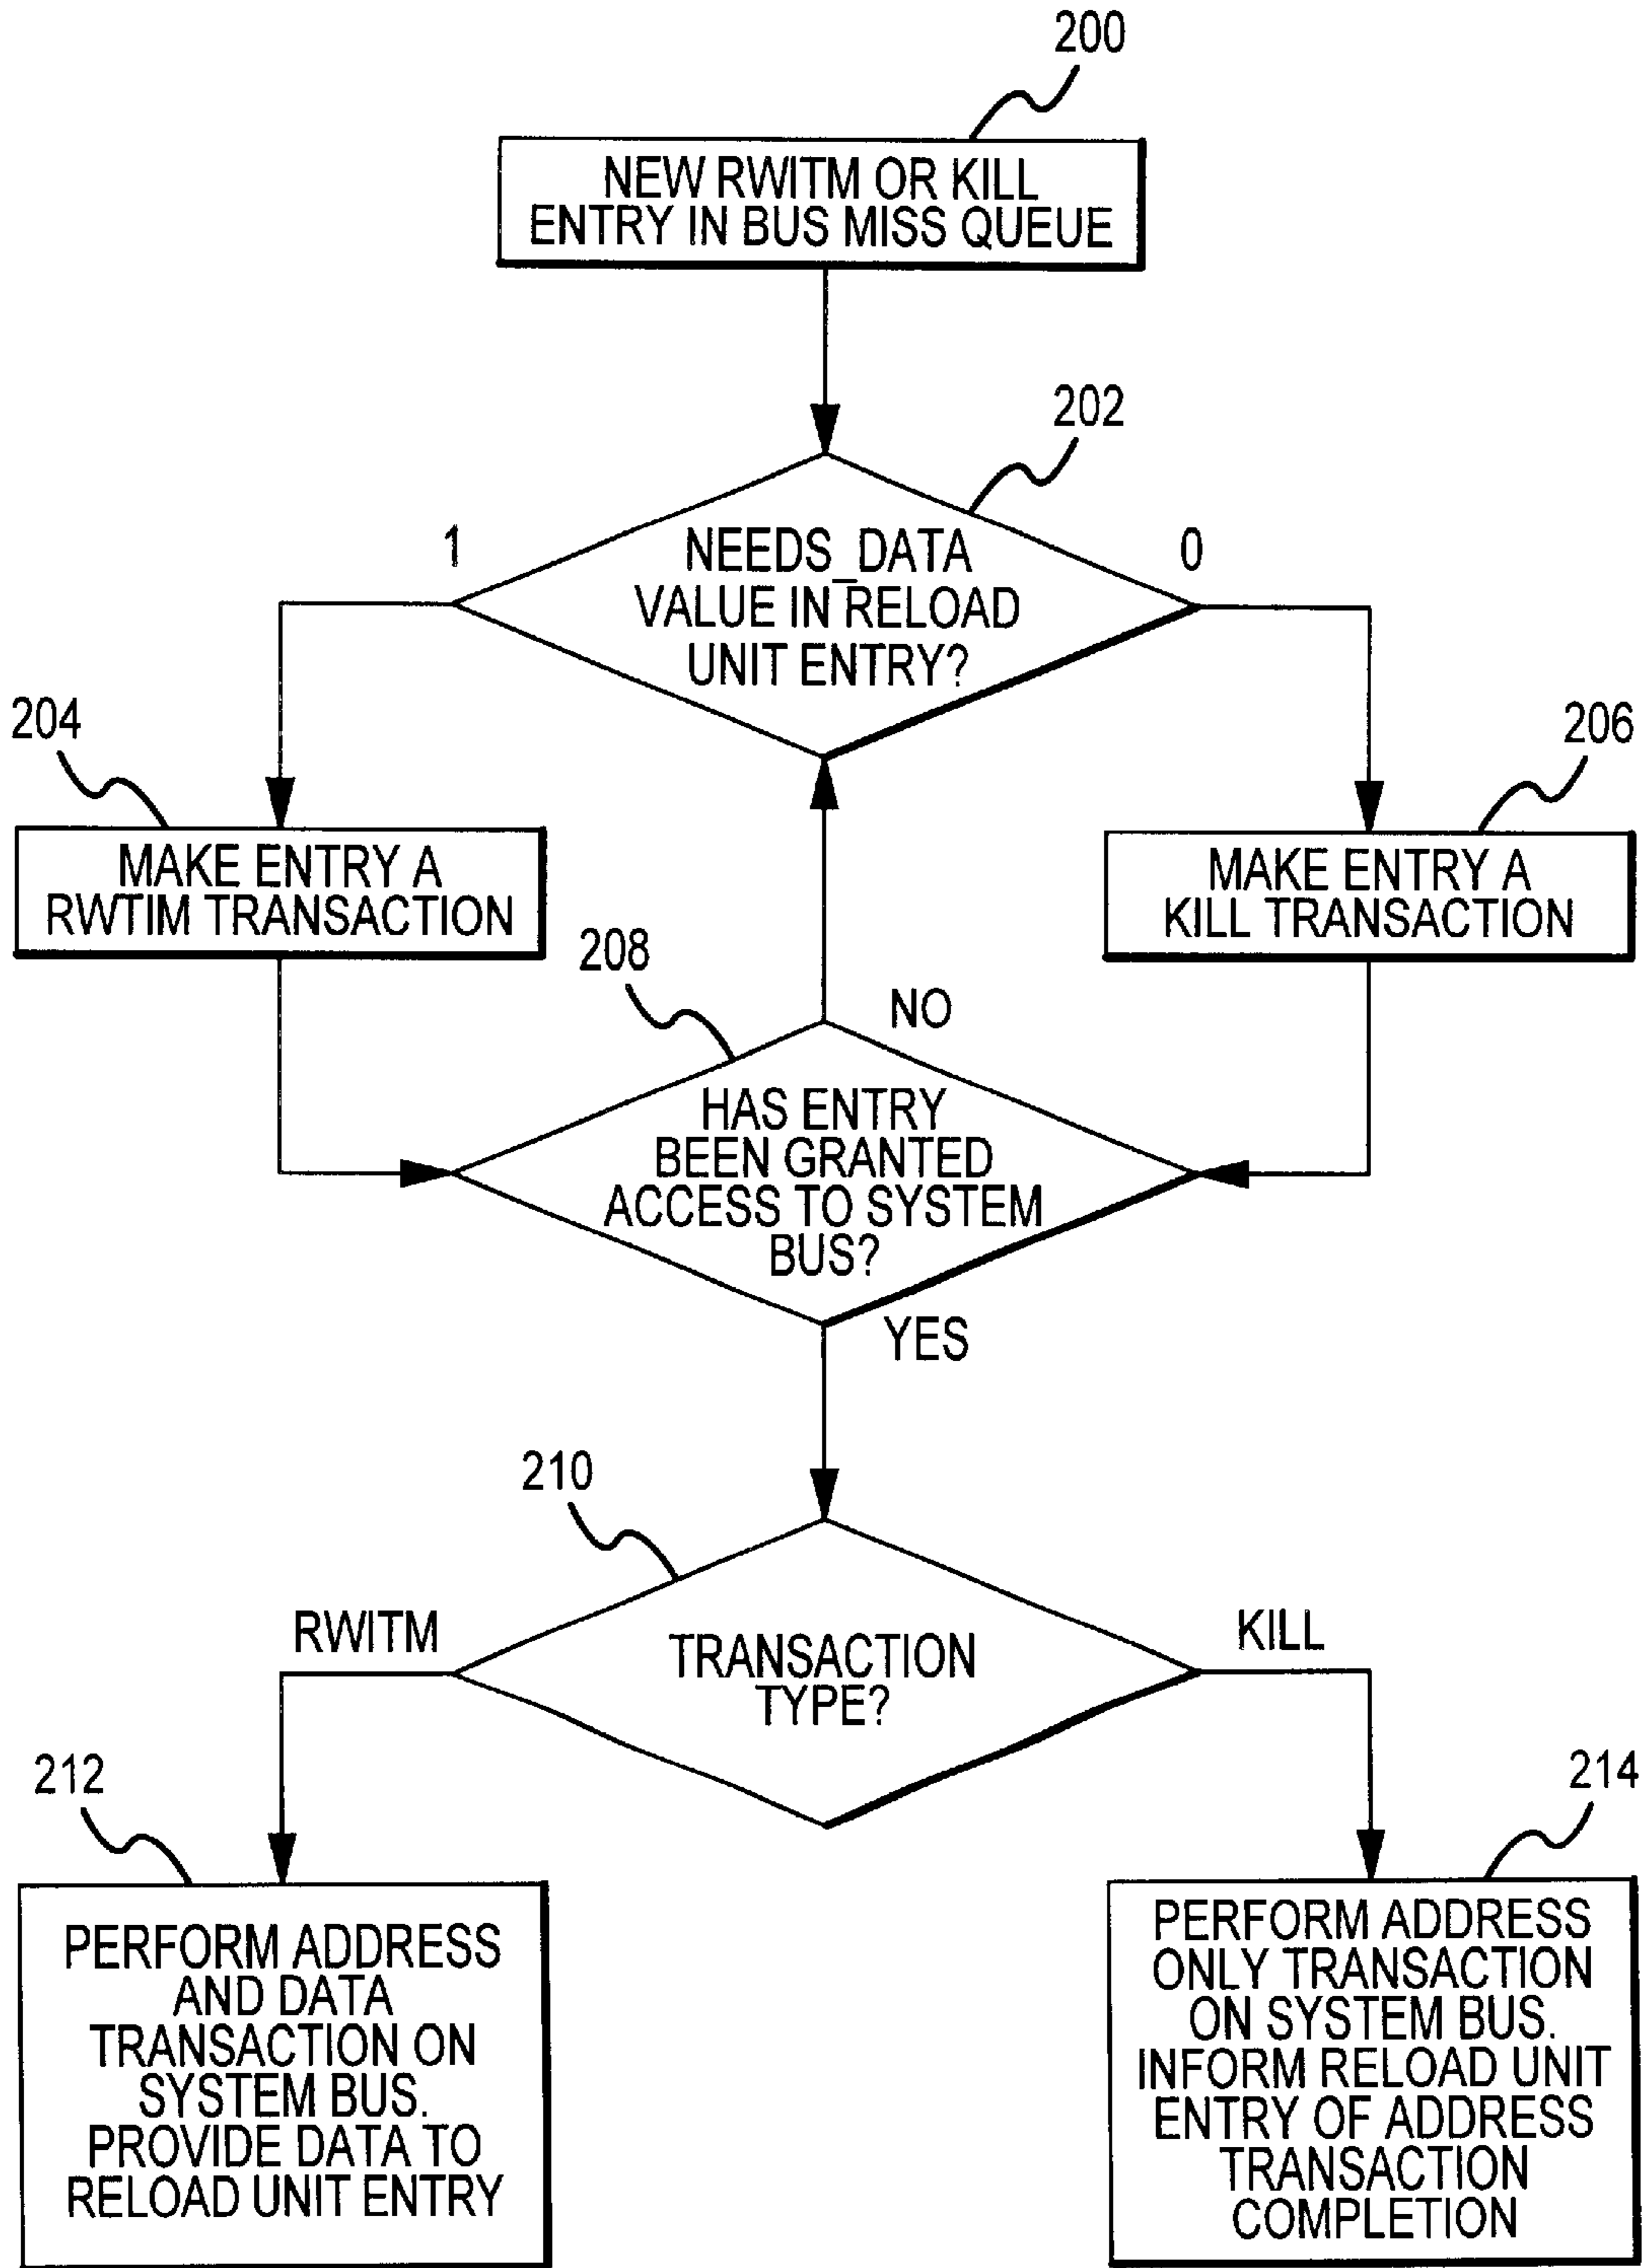 200
NEW RWITM OR KILL
ENTRY IN BUS MISS QUEUE
202
1
NEEDS_DATA
VALUE IN RELOAD
UNIT ENTRY?
0
204
MAKE ENTRY A
RWTIM TRANSACTION
206
MAKE ENTRY A
KILL TRANSACTION
208
NO
HAS ENTRY
BEEN GRANTED
ACCESS TO SYSTEM
BUS?
YES
210
RWITM
TRANSACTION
TYPE?
KILL
212
PERFORM ADDRESS
AND DATA
TRANSACTION ON
SYSTEM BUS.
PROVIDE DATA TO
RELOAD UNIT ENTRY
214
PERFORM ADDRESS
ONLY TRANSACTION
ON SYSTEM BUS.
INFORM RELOAD UNIT
ENTRY OF ADDRESS
TRANSACTION
COMPLETION